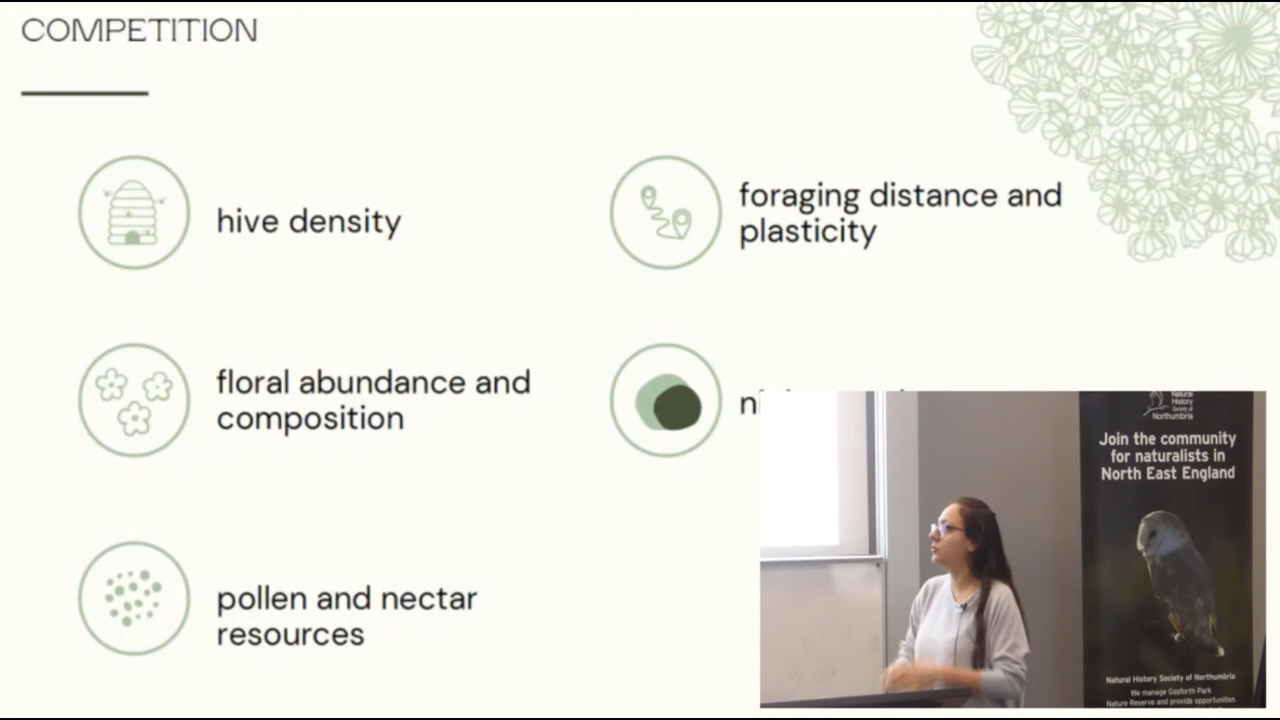 COMPETITION
hive density
foraging distance and
plasticity
floral abundance and
composition
pollen and nectar
resources
Natural
History
Society of
Northumbria
Join the community
for naturalists in
North East England
Natural History Society of Northumbria
We manage Gosforth Park
Nature Reserve and provide opportunities